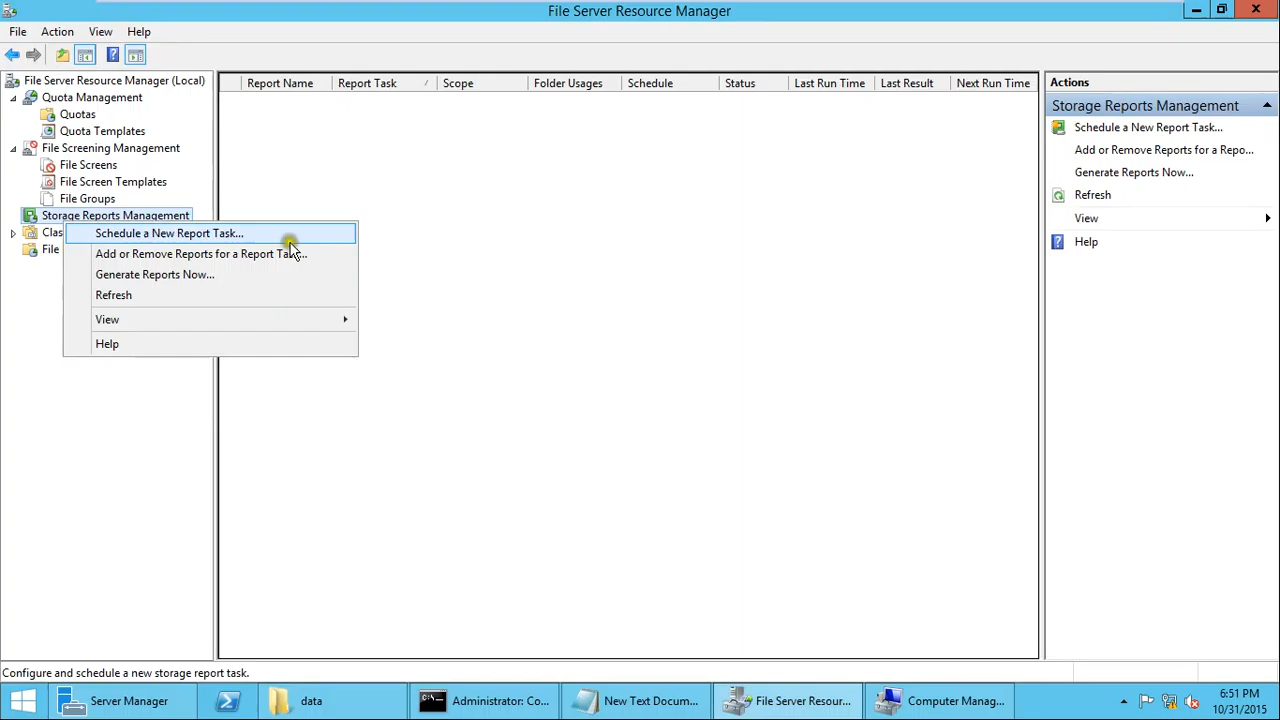 File Server Resource Manager
File Action View Help
File Server Resource Manager (Local)
Quota Management
Quotas
Quota Templates
File Screening Management
File Screens
File Screen Templates
File Groups
Storage Reports Management
Clas
File
Schedule a New Report Task...
Add or Remove Reports for a Report Ta...
Generate Reports Now...
Refresh
View
Help
Report Name Report Task Scope Folder Usages Schedule Status Last Run Time Last Result Next Run Time
Actions
Storage Reports Management
Schedule a New Report Task...
Add or Remove Reports for a Repo...
Generate Reports Now...
Refresh
View
Help
Configure and schedule a new storage report task.
Server Manager data Administrator: Co... New Text Docume... File Server Resour... Computer Manag...
6:51 PM
10/31/2015